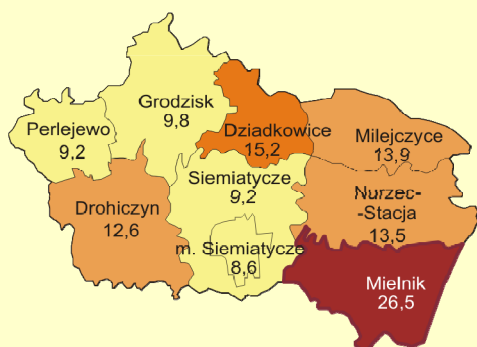 Grodzisk
9,8
Perlejewo
9,2
Dziadkowice
15,2
Milejczyce
13,9
Siemiatycze
9,2
Drohiczyn
12,6
Nurzec-
-Stacja
13,5
m. Siemiatycze
8,6
Mielnik
26,5